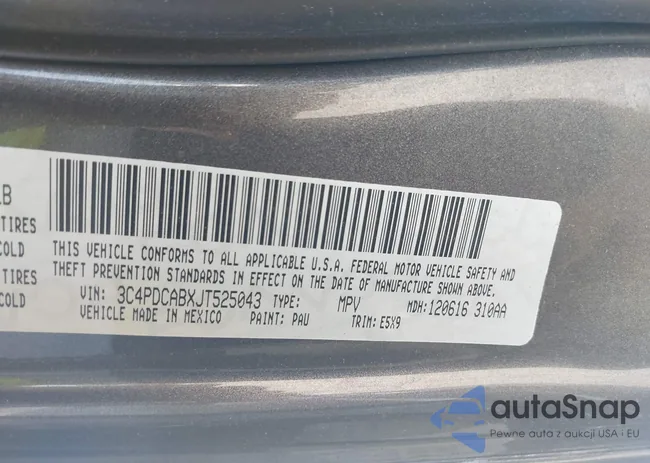 LB
TIRES
COLD
TIRES
COLD
THIS VEHICLE CONFORMS TO ALL APPLICABLE U.S.A. FEDERAL MOTOR VEHICLE SAFETY AND
THEFT PREVENTION STANDARDS IN EFFECT ON THE DATE OF MANUFACTURE SHOWN ABOVE.
VIN: 3C4PDCABXJT525043 TYPE: MPV MDH:120616 310AA
VEHICLE MADE IN MEXICO PAINT: PAU TRIM: E5X9
autaSnap
Pewne auta z aukcji USA i EU